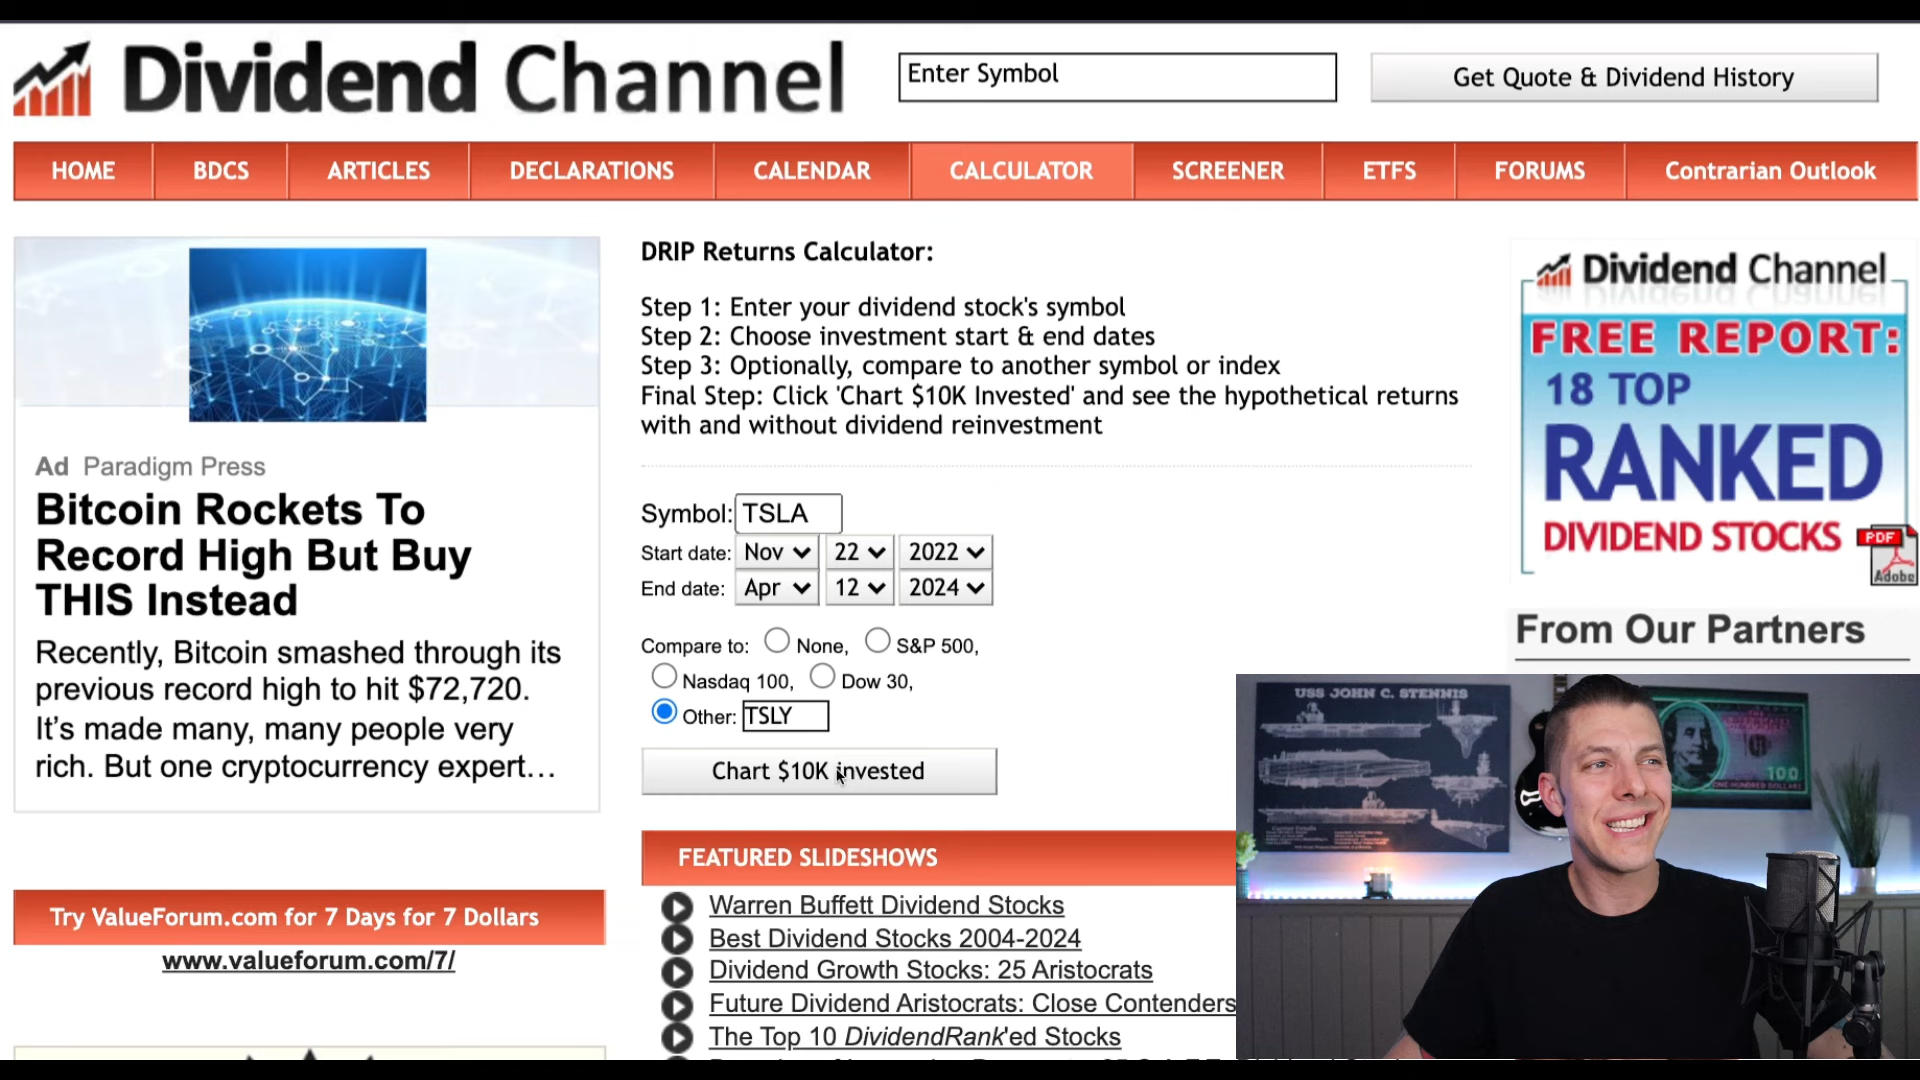 Dividend Channel
Enter Symbol
Get Quote & Dividend History
HOME
BDCS
ARTICLES
DECLARATIONS
CALENDAR
CALCULATOR
SCREENER
ETFS
FORUMS
Contrarian Outlook
Ad Paradigm Press
Bitcoin Rockets To
Record High But Buy
THIS Instead
Recently, Bitcoin smashed through its
previous record high to hit $72,720.
It's made many, many people very
rich. But one cryptocurrency expert...
Try ValueForum.com for 7 Days for 7 Dollars
www.valueforum.com/7/
DRIP Returns Calculator:
Step 1: Enter your dividend stock's symbol
Step 2: Choose investment start & end dates
Step 3: Optionally, compare to another symbol or index
Final Step: Click 'Chart $10K Invested' and see the hypothetical returns
with and without dividend reinvestment
Symbol: TSLA
Start date: Nov 22 2022
End date: Apr 12 2024
Compare to: None, S&P 500,
Nasdaq 100, Dow 30,
Other: TSLY
Chart $10K invested
FEATURED SLIDESHOWS
Warren Buffett Dividend Stocks
Best Dividend Stocks 2004-2024
Dividend Growth Stocks: 25 Aristocrats
Future Dividend Aristocrats: Close Contenders
The Top 10 DividendRank'ed Stocks
Dividend Channel
FREE REPORT:
18 TOP
RANKED
DIVIDEND STOCKS
PDF
Adobe
From Our Partners
USS JOHN C. STENNIS
100
ONE HUNDRED DOLLARS